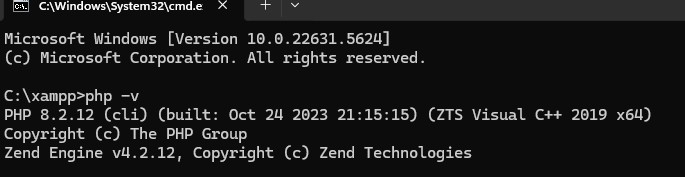 C:\Windows\System32\cmd.e
Microsoft Windows [Version 10.0.22631.5624]
(c) Microsoft Corporation. All rights reserved.
C:\xampp>php -v
PHP 8.2.12 (cli) (built: Oct 24 2023 21:15:15) (ZTS Visual C++ 2019 x64)
Copyright (c) The PHP Group
Zend Engine v4.2.12, Copyright (c) Zend Technologies